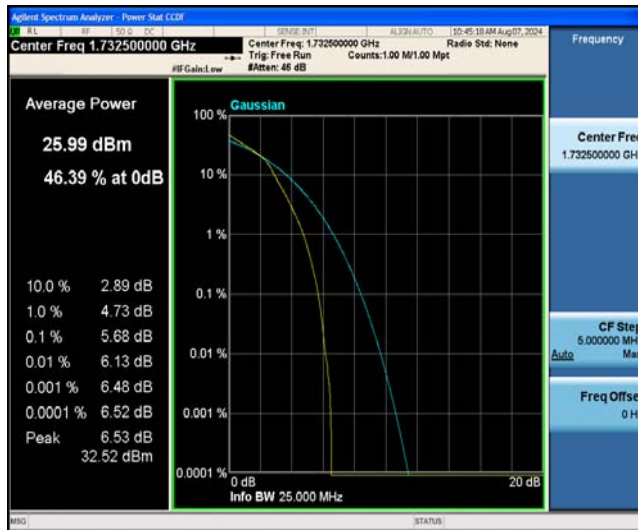 Agilent Spectrum Analyzer - Power Stat CCDF
RL RF 50 Ω DC SENSE:INT ALIGN AUTO 10:45:18 AM Aug 07, 2024
Center Freq 1.732500000 GHz
Center Freq: 1.732500000 GHz Radio Std: None
Trig: Free Run Counts:1.00 M/1.00 Mpt
#IFGain:Low #Atten: 46 dB
Frequency
Average Power
25.99 dBm
46.39 % at 0dB
10.0 % 2.89 dB
1.0 % 4.73 dB
0.1 % 5.68 dB
0.01 % 6.13 dB
0.001 % 6.48 dB
0.0001 % 6.52 dB
Peak 6.53 dB
32.52 dBm
Gaussian
100 %
10 %
1 %
0.1 %
0.01 %
0.001 %
0.0001 %
0 dB 20 dB
Info BW 25.000 MHz
Center Fre
1.732500000 GH
CF Step
5.000000 MH
Auto Ma
Freq Offse
0 H
MSG STATUS